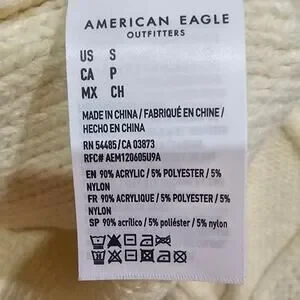 AMERICAN EAGLE
OUTFITTERS
US S
CA P
MX CH
MADE IN CHINA / FABRIQUÉ EN CHINE /
HECHO EN CHINA
RN 54485 / CA 03873
RFC# AEM120605U9A
EN 90% ACRYLIC / 5% POLYESTER / 5%
NYLON
FR 90% ACRYLIQUE / 5% POLYESTER / 5%
NYLON
SP 90% acrílico / 5% poliéster / 5% nylon